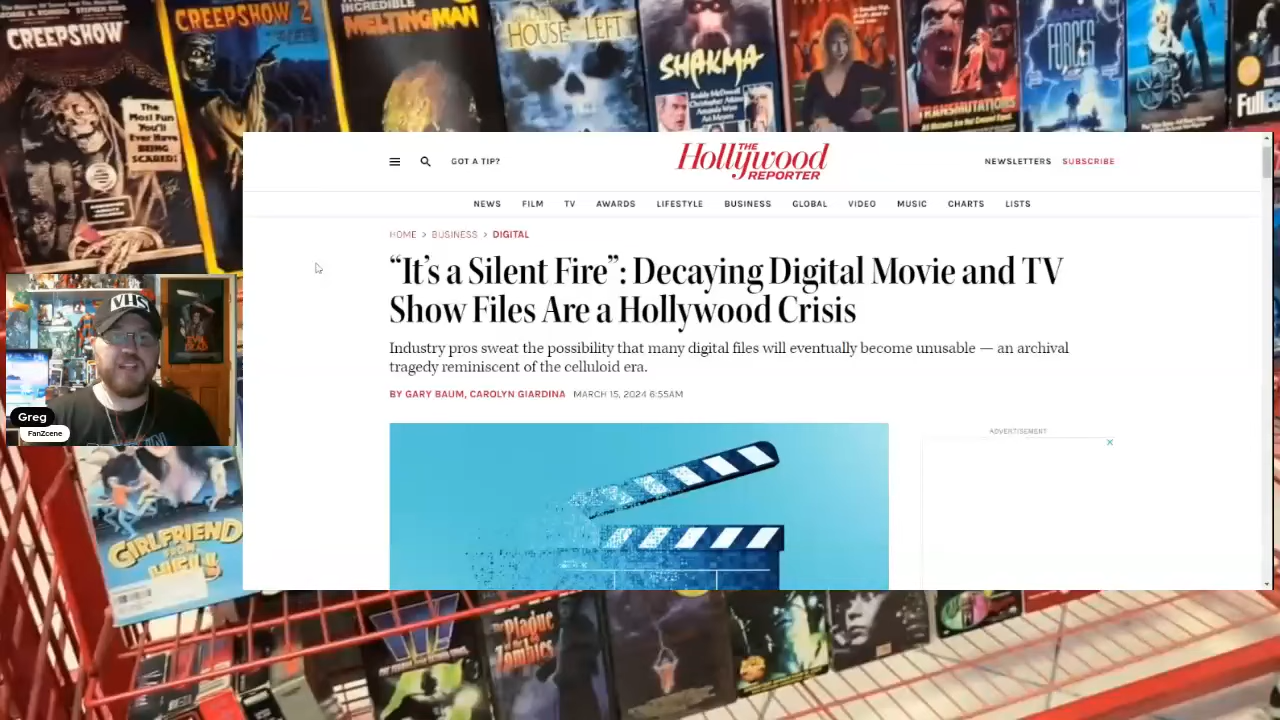 CREEPSHOW
The
Most Fun
You'll
Ever Have
BEING
SCARED!
CREEPSHOW 2
INCREDIBLE
MELTING MAN
HOUSE LEFT
SHAKMA
TRANSMUTATIONS
FORCES
Full
GOT A TIP?
THE
Hollywood
REPORTER
NEWSLETTERS SUBSCRIBE
NEWS FILM TV AWARDS LIFESTYLE BUSINESS GLOBAL VIDEO MUSIC CHARTS LISTS
HOME > BUSINESS > DIGITAL
“It’s a Silent Fire”: Decaying Digital Movie and TV
Show Files Are a Hollywood Crisis
Industry pros sweat the possibility that many digital files will eventually become unusable — an archival
tragedy reminiscent of the celluloid era.
BY GARY BAUM, CAROLYN GIARDINA MARCH 15, 2024 6:55AM
ADVERTISEMENT
VHS
EVIL
DEAD
Greg
FanZcene
GIRLFRIEND
FROM
HELL
The
Plague
of the
Zombies